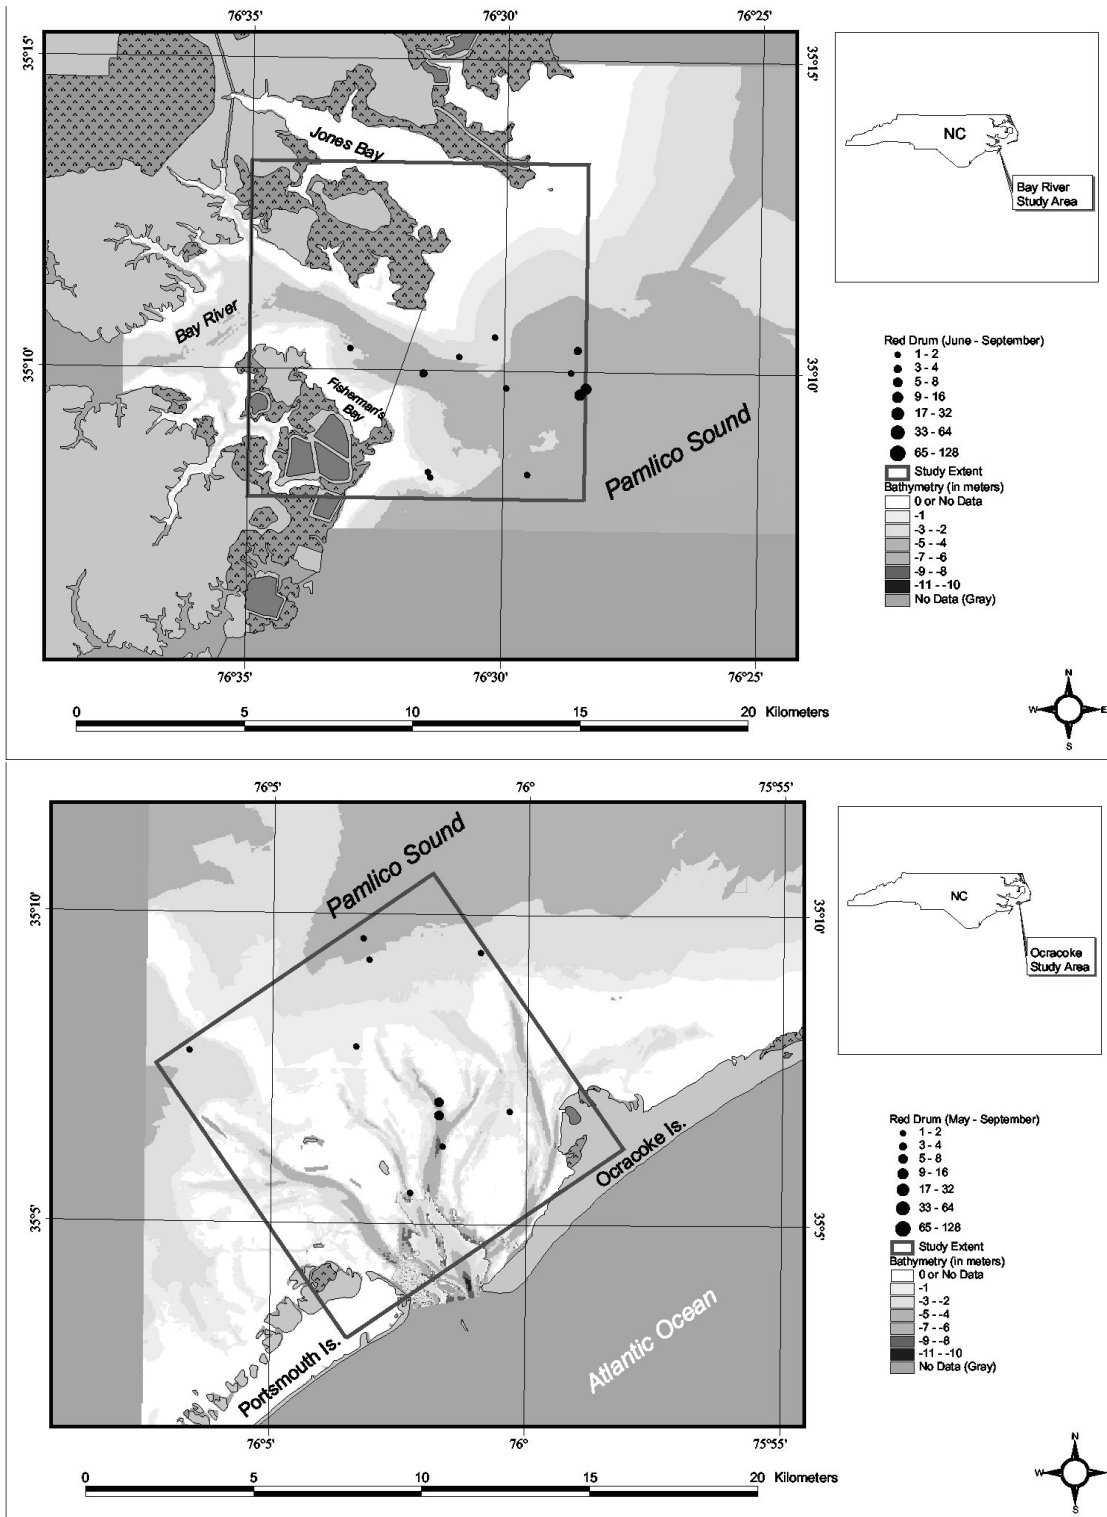 76°35'
76°30'
76°25'
35°15'
35°15'
Jones Bay
Bay River
Fisherman's
Bay
Pamlico Sound
35°10'
35°10'
76°35'
76°30'
76°25'
0
5
10
15
20 Kilometers
NC
Bay River
Study Area
Red Drum (June - September)
1 - 2
3 - 4
5 - 8
9 - 16
17 - 32
33 - 64
65 - 128
Study Extent
Bathymetry (in meters)
0 or No Data
-1
-3 - -2
-5 - -4
-7 - -6
-9 - -8
-11 - -10
No Data (Gray)
N
W
E
S
76°5'
76°
75°55'
Pamlico Sound
35°10'
35°10'
Ocracoke Is.
35°5'
35°5'
Portsmouth Is.
Atlantic Ocean
76°5'
76°
75°55'
0
5
10
15
20 Kilometers
NC
Ocracoke
Study Area
Red Drum (May - September)
1 - 2
3 - 4
5 - 8
9 - 16
17 - 32
33 - 64
65 - 128
Study Extent
Bathymetry (in meters)
0 or No Data
-1
-3 - -2
-5 - -4
-7 - -6
-9 - -8
-11 - -10
No Data (Gray)
N
W
S